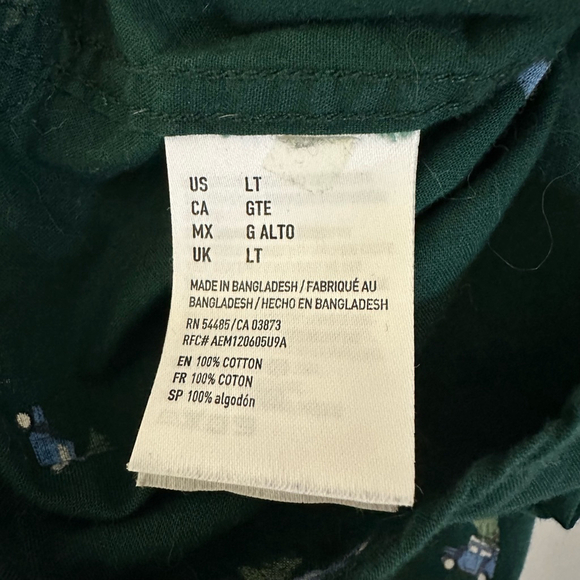 US LT
CA GTE
MX G ALTO
UK LT
MADE IN BANGLADESH / FABRIQUÉ AU
BANGLADESH / HECHO EN BANGLADESH
RN 54485 / CA 03873
RFC# AEM120605U9A
EN 100% COTTON
FR 100% COTON
SP 100% algodón